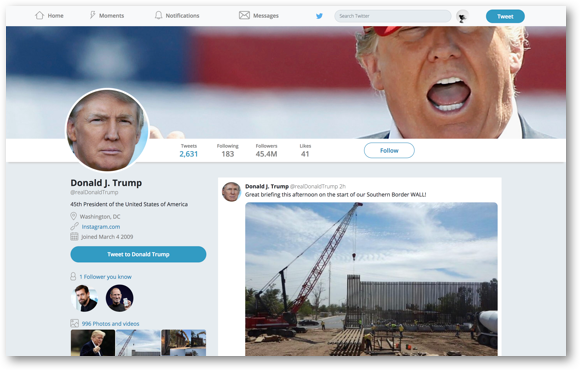 Home
Moments
Notifications
Messages
Search Twitter
Tweet
Tweets
2,631
Following
183
Followers
45,4M
Likes
41
Follow
Donald J. Trump
@realDonaldTrump
45th President of the United States of America
Washington, DC
Instagram.com
Joined March 4 2009
Tweet to Donald Trump
1 Follower you know
996 Photos and videos
Donald J. Trump @realDonaldTrump 2h
Great briefing this afternoon on the start of our Southern Border WALL!